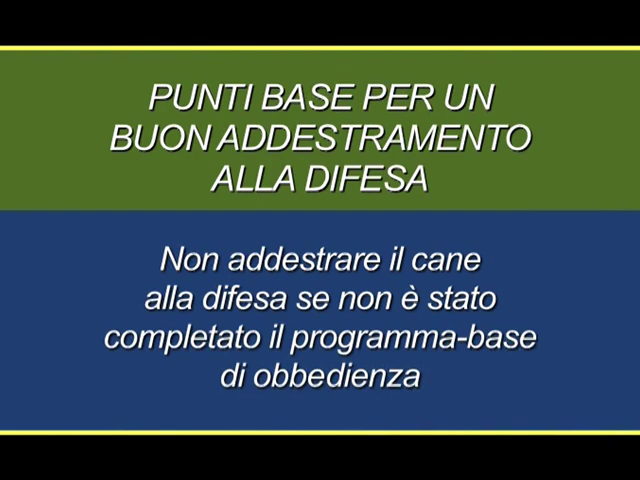 PUNTI BASE PER UN
BUON ADDESTRAMENTO
ALLA DIFESA
Non addestrare il cane
alla difesa se non è stato
completato il programma-base
di obbedienza